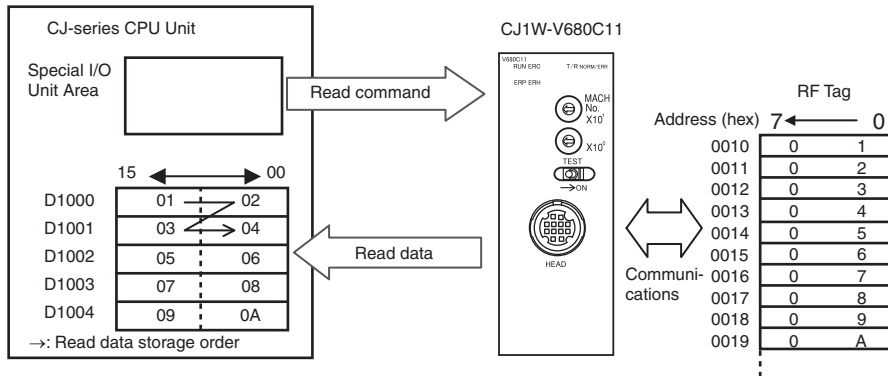 CJ-series CPU Unit
Special I/O
Unit Area
Read command
15 00
D1000 01 02
D1001 03 04
D1002 05 06
D1003 07 08
D1004 09 0A
→: Read data storage order
Read data
CJ1W-V680C11
V680C11
RUN ERC T/R NORM/ERR
ERP ERH
MACH
No.
X10¹
X10⁰
TEST
→ON
HEAD
Communi-
cations
RF Tag
Address (hex) 7 0
0010 0 1
0011 0 2
0012 0 3
0013 0 4
0014 0 5
0015 0 6
0016 0 7
0017 0 8
0018 0 9
0019 0 A